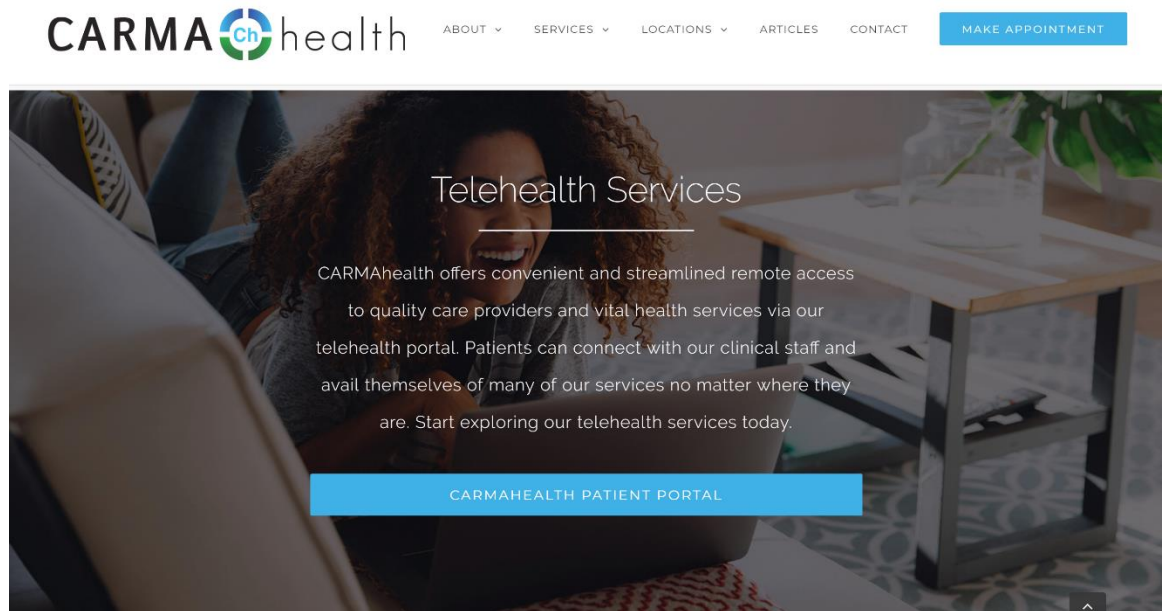 CARMA Ch health
ABOUT SERVICES LOCATIONS ARTICLES CONTACT MAKE APPOINTMENT
Telehealth Services
CARMAhealth offers convenient and streamlined remote access
to quality care providers and vital health services via our
telehealth portal. Patients can connect with our clinical staff and
avail themselves of many of our services no matter where they
are. Start exploring our telehealth services today.
CARMAHEALTH PATIENT PORTAL